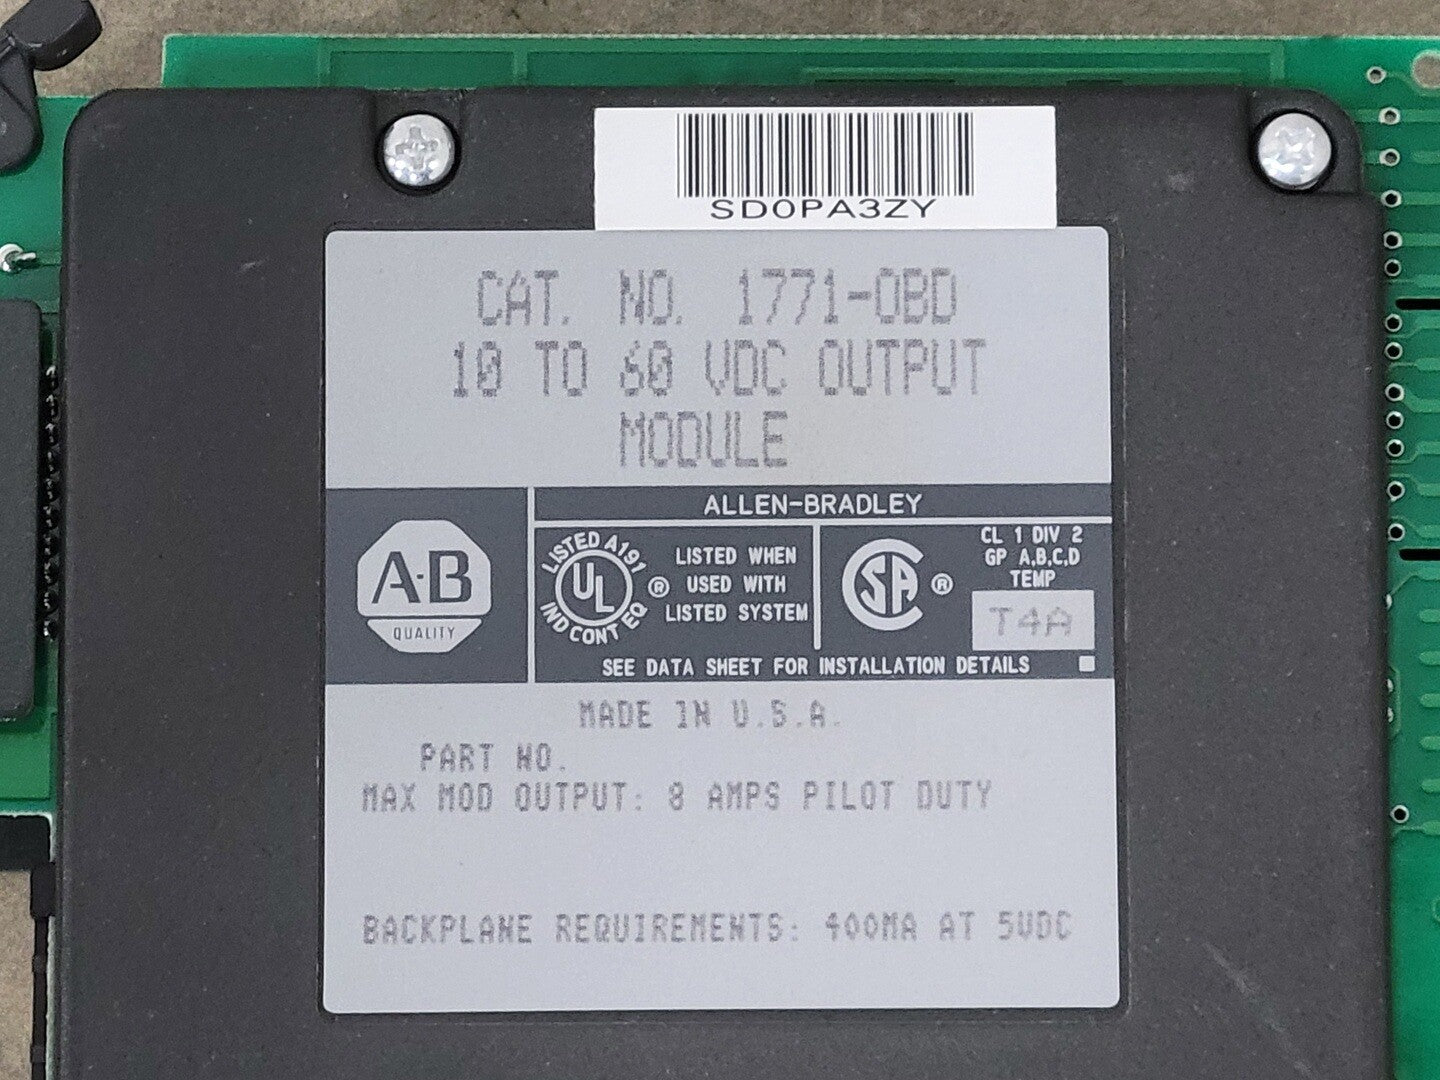 SD0PA3ZY
CAT. NO. 1771-OBD
10 TO 60 VDC OUTPUT
MODULE
ALLEN-BRADLEY
A·B
QUALITY
LISTED A191
UL
IND CONT EQ
®
LISTED WHEN
USED WITH
LISTED SYSTEM
SA
®
CL 1 DIV 2
GP A,B,C,D
TEMP
T4A
SEE DATA SHEET FOR INSTALLATION DETAILS
MADE IN U.S.A.
PART NO.
MAX MOD OUTPUT: 8 AMPS PILOT DUTY
BACKPLANE REQUIREMENTS: 400MA AT 5VDC